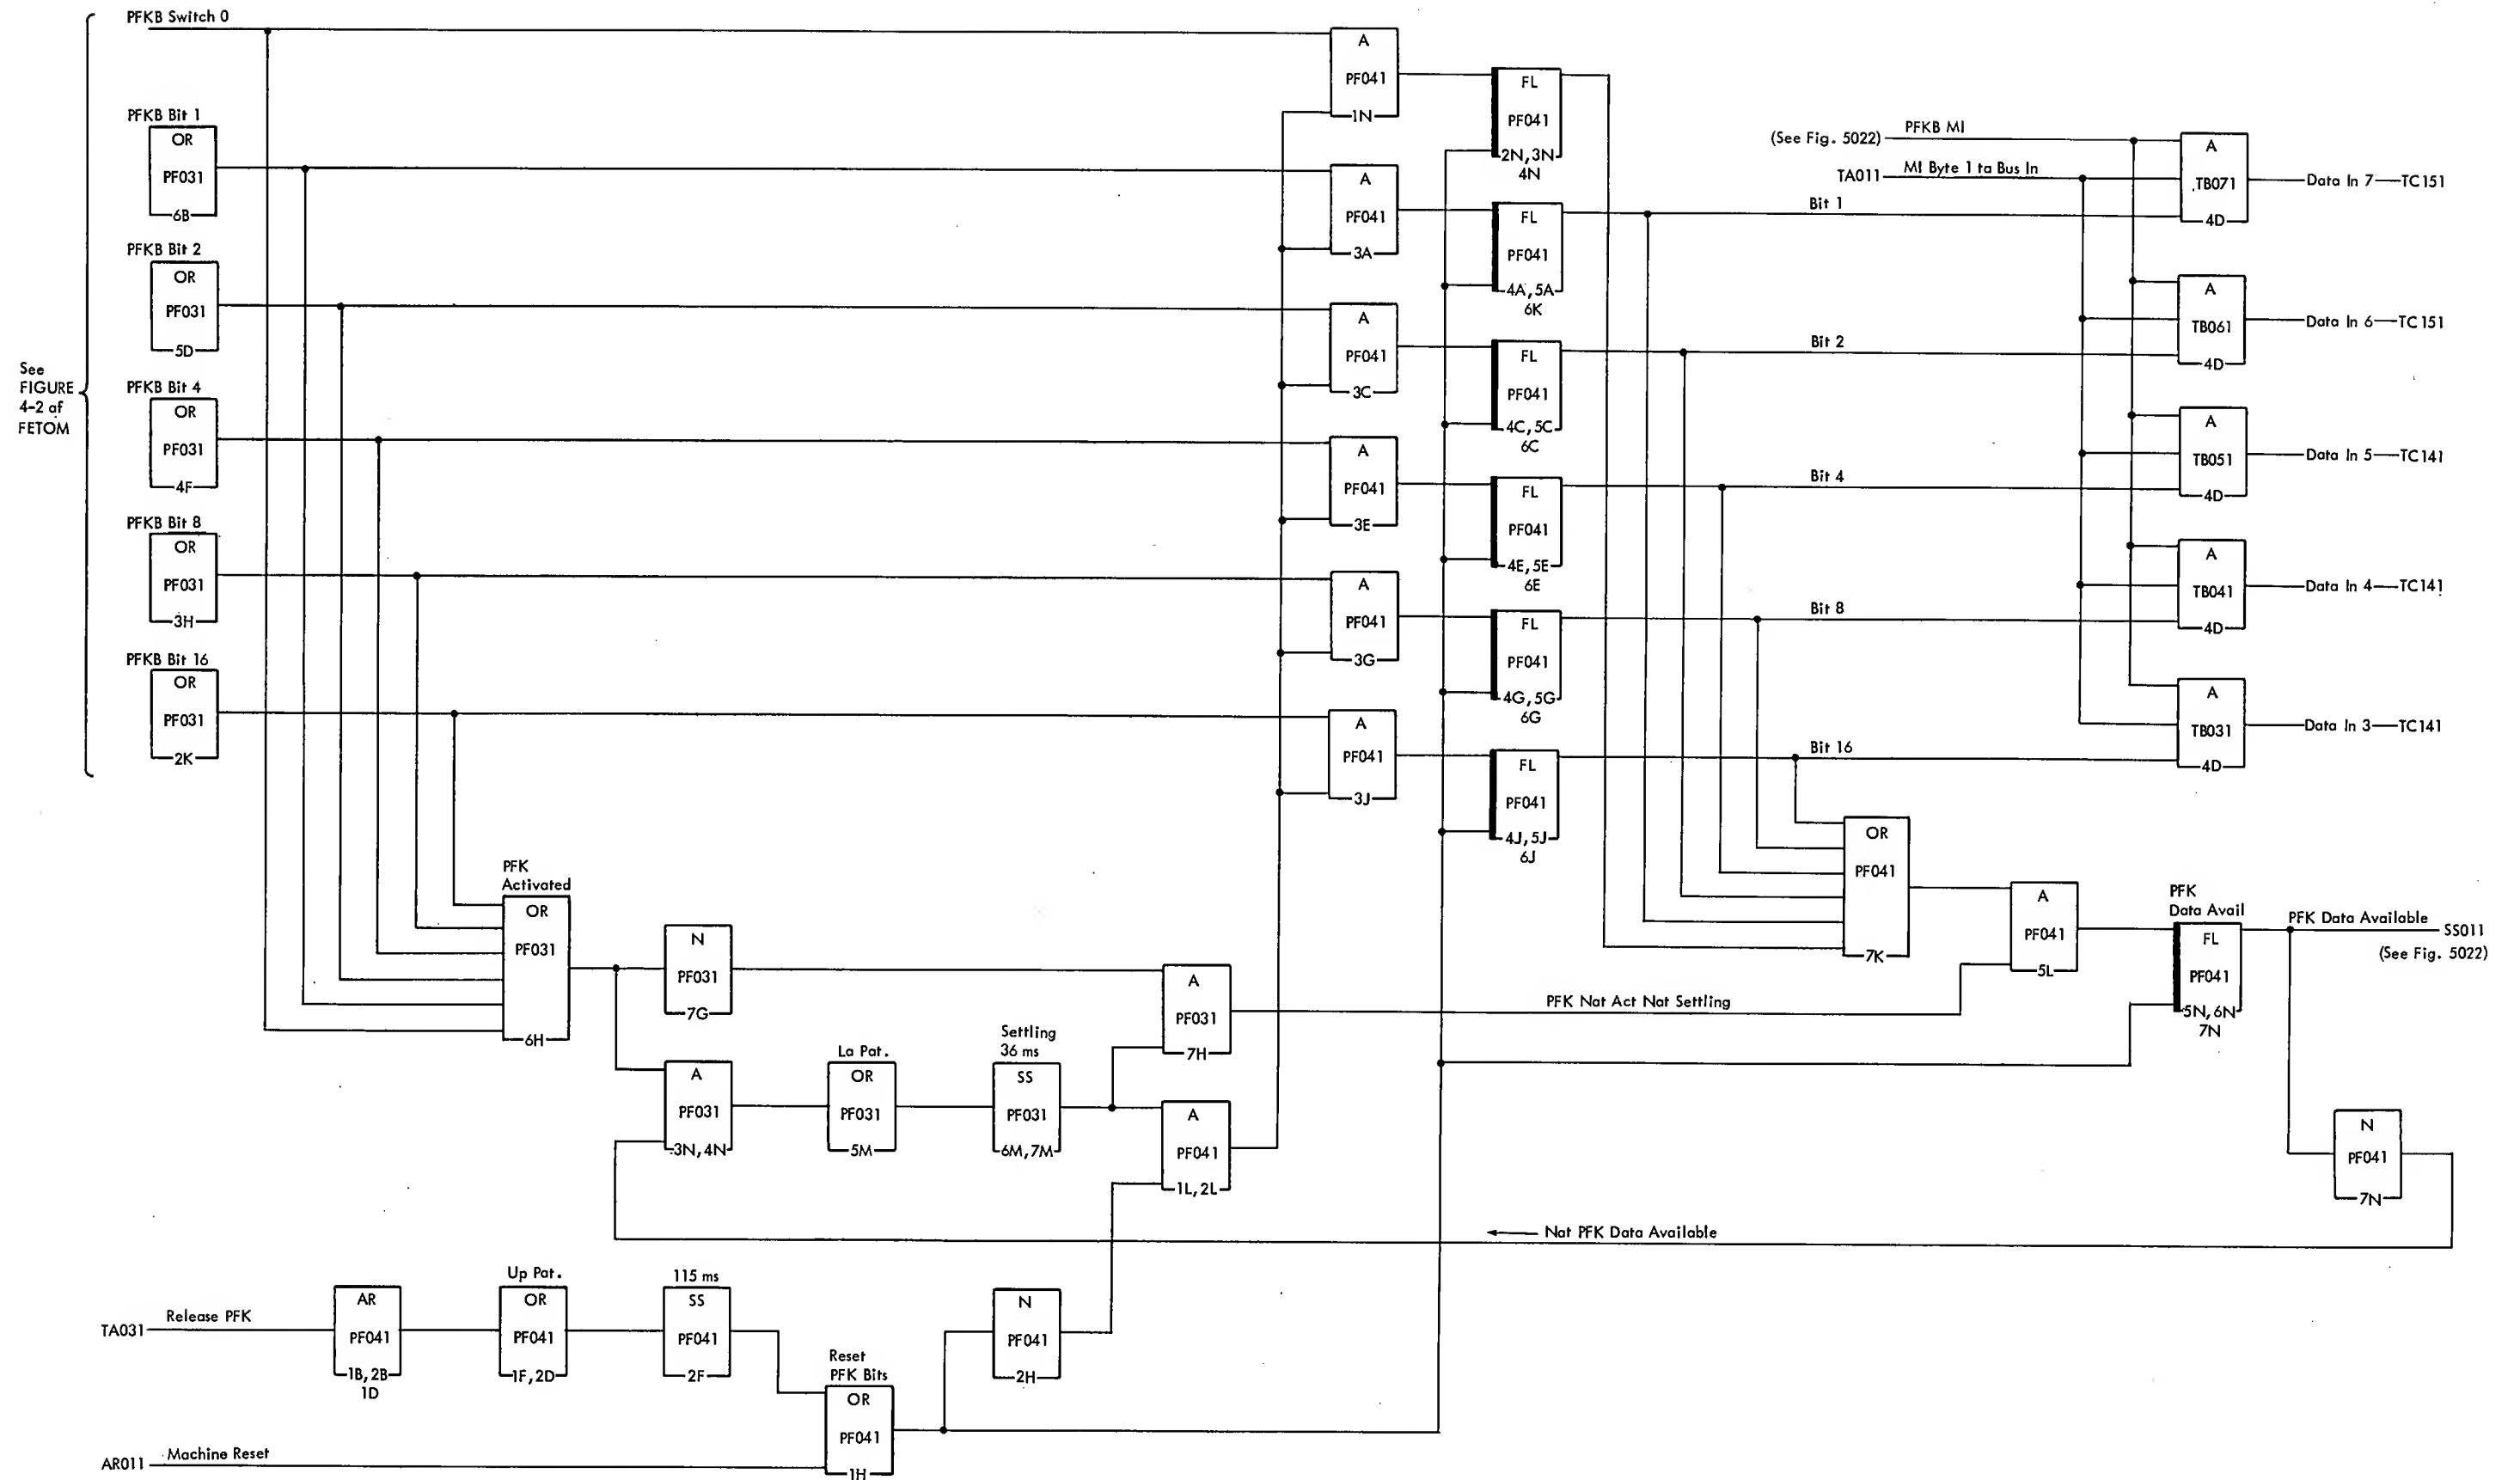 PFKB Switch 0
A
PF041
1N
FL
PF041
2N, 3N
4N
PFKB Bit 1
OR
PF031
6B
A
PF041
3A
FL
PF041
4A, 5A
6K
(See Fig. 5022)
PFKB MI
TA011
MI Byte 1 ta Bus In
Bit 1
A
TB071
4D
Data In 7
TC151
PFKB Bit 2
OR
PF031
5D
A
PF041
3C
FL
PF041
4C, 5C
6C
Bit 2
A
TB061
4D
Data In 6
TC151
See
FIGURE
4-2 af
FETOM
PFKB Bit 4
OR
PF031
4F
A
PF041
3E
FL
PF041
4E, 5E
6E
Bit 4
A
TB051
4D
Data In 5
TC141
PFKB Bit 8
OR
PF031
3H
A
PF041
3G
FL
PF041
4G, 5G
6G
Bit 8
A
TB041
4D
Data In 4
TC141
PFKB Bit 16
OR
PF031
2K
A
PF041
3J
FL
PF041
4J, 5J
6J
Bit 16
A
TB031
4D
Data In 3
TC141
PFK
Activated
OR
PF031
6H
N
PF031
7G
A
PF031
7H
PFK Nat Act Nat Settling
OR
PF041
7K
A
PF041
5L
PFK
Data Avail
FL
PF041
5N, 6N
7N
PFK Data Available
SS011
(See Fig. 5022)
A
PF031
3N, 4N
La Pat.
OR
PF031
5M
Settling
36 ms
SS
PF031
6M, 7M
A
PF041
1L, 2L
N
PF041
7N
Nat PFK Data Available
TA031
Release PFK
AR
PF041
1B, 2B
1D
Up Pat.
OR
PF041
1F, 2D
115 ms
SS
PF041
2F
N
PF041
2H
Reset
PFK Bits
OR
PF041
1H
AR011
Machine Reset